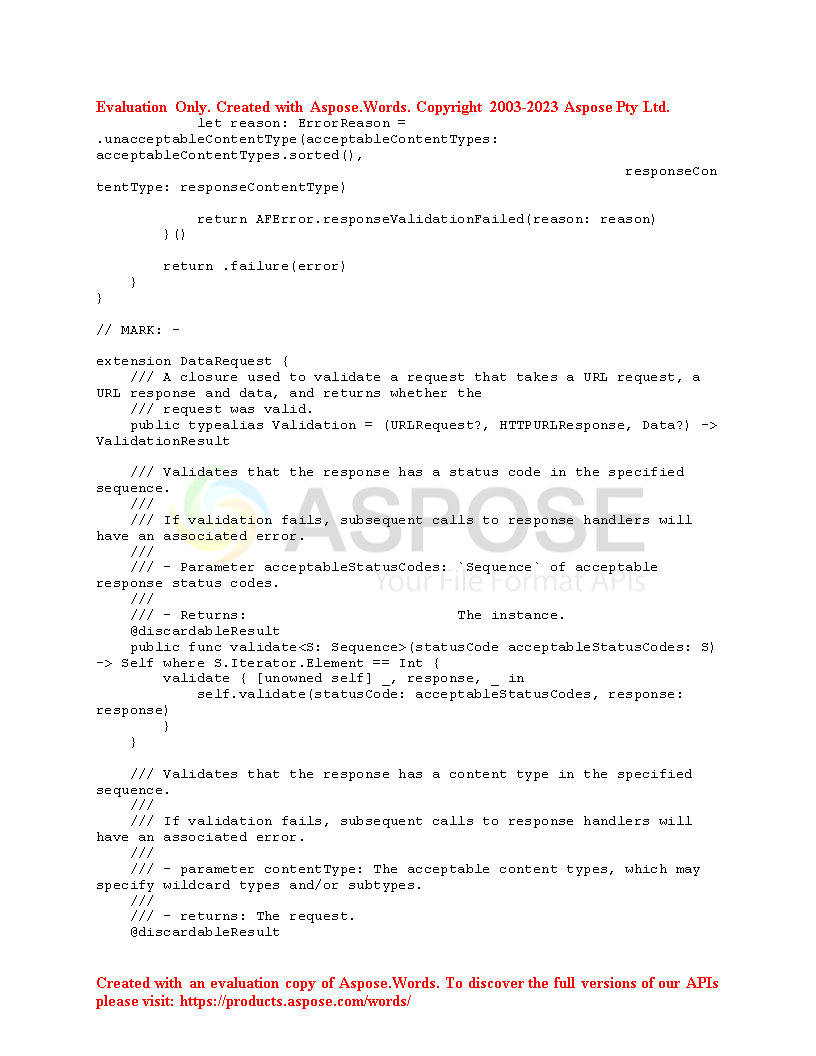 Evaluation Only. Created with Aspose.Words. Copyright 2003-2023 Aspose Pty Ltd.
            let reason: ErrorReason =
.unacceptableContentType(acceptableContentTypes:
acceptableContentTypes.sorted(),
                                                               responseCon
tentType: responseContentType)

            return AFError.responseValidationFailed(reason: reason)
        }()

        return .failure(error)
    }
}

// MARK: -

extension DataRequest {
    /// A closure used to validate a request that takes a URL request, a
URL response and data, and returns whether the
    /// request was valid.
    public typealias Validation = (URLRequest?, HTTPURLResponse, Data?) ->
ValidationResult

    /// Validates that the response has a status code in the specified
sequence.
    ///
    /// If validation fails, subsequent calls to response handlers will
have an associated error.
    ///
    /// - Parameter acceptableStatusCodes: `Sequence` of acceptable
response status codes.
    ///
    /// - Returns:                         The instance.
    @discardableResult
    public func validate<S: Sequence>(statusCode acceptableStatusCodes: S)
-> Self where S.Iterator.Element == Int {
        validate { [unowned self] _, response, _ in
            self.validate(statusCode: acceptableStatusCodes, response:
response)
        }
    }

    /// Validates that the response has a content type in the specified
sequence.
    ///
    /// If validation fails, subsequent calls to response handlers will
have an associated error.
    ///
    /// - parameter contentType: The acceptable content types, which may
specify wildcard types and/or subtypes.
    ///
    /// - returns: The request.
    @discardableResult
ASPOSE
Your File Format APIs
Created with an evaluation copy of Aspose.Words. To discover the full versions of our APIs
please visit: https://products.aspose.com/words/